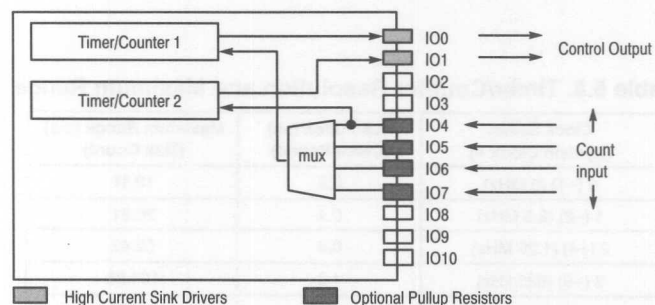 Timer/Counter 1
Timer/Counter 2
mux
IO0
IO1
IO2
IO3
IO4
IO5
IO6
IO7
IO8
IO9
IO10
Control Output
Count
input
High Current Sink Drivers
Optional Pullup Resistors